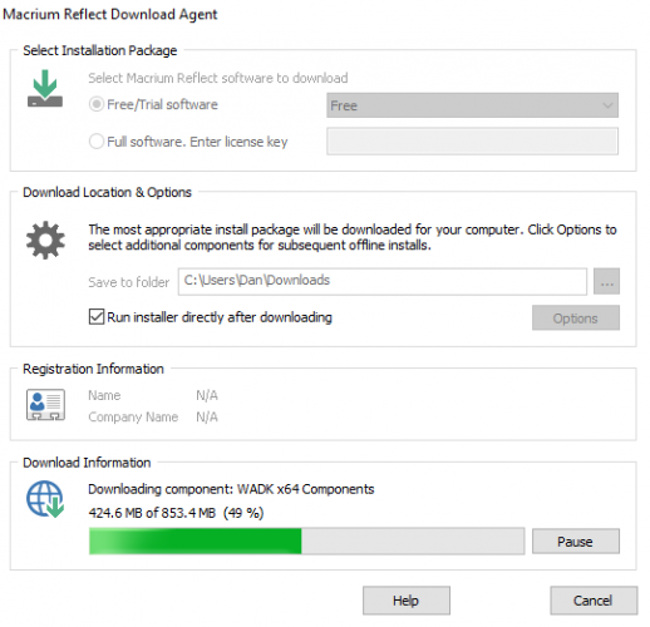 Macrium Reflect Download Agent
Select Installation Package
Select Macrium Reflect software to download
Free/Trial software
Free
Full software. Enter license key
Download Location & Options
The most appropriate install package will be downloaded for your computer. Click Options to
select additional components for subsequent offline installs.
Save to folder
C:\Users\Dan\Downloads
...
Run installer directly after downloading
Options
Registration Information
Name
N/A
Company Name
N/A
Download Information
Downloading component: WADK x64 Components
424.6 MB of 853.4 MB (49 %)
Pause
Help
Cancel